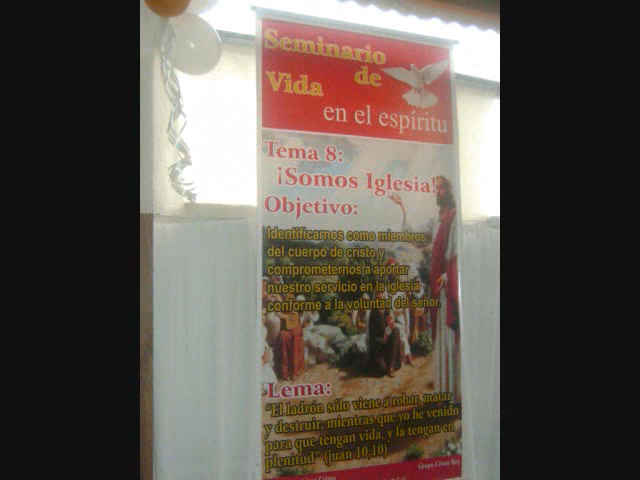 Seminario
de
Vida
en el espíritu
Tema 8:
¡Somos Iglesia!
Objetivo:
Identificarnos como miembros
del cuerpo de cristo y
comprometernos a aportar
nuestro servicio en la iglesia
conforme a la voluntad del señor.
Lema:
"El ladrón sólo viene a robar, matar
y destruir, mientras que yo he venido
para que tengan vida, y la tengan en
plenitud" (juan 10,10)
Grupo Cristo Rey